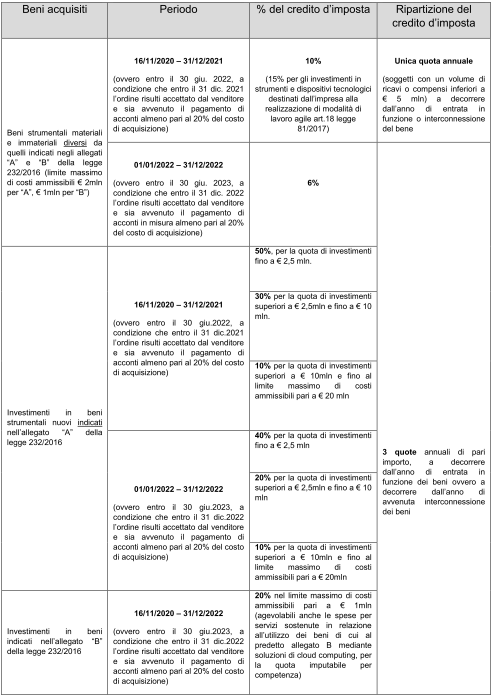 Beni acquisiti
Periodo
% del credito d'imposta
Ripartizione del
credito d'imposta
Beni strumentali materiali
e immateriali diversi da
quelli indicati negli allegati
"A" e "B" della legge
232/2016 (limite massimo
di costi ammissibili € 2mln
per "A", € 1mln per "B")
16/11/2020 – 31/12/2021
(ovvero entro il 30 giu. 2022, a
condizione che entro il 31 dic. 2021
l'ordine risulti accettato dal venditore
e sia avvenuto il pagamento di
acconti almeno pari al 20% del costo
di acquisizione)
10%
(15% per gli investimenti in
strumenti e dispositivi tecnologici
destinati dall'impresa alla
realizzazione di modalità di
lavoro agile art.18 legge
81/2017)
Unica quota annuale
(soggetti con un volume di
ricavi o compensi inferiori a
€ 5 mln) a decorrere
dall'anno di entrata in
funzione o interconnessione
del bene
01/01/2022 – 31/12/2022
(ovvero entro il 30 giu. 2023, a
condizione che entro il 31 dic. 2022
l'ordine risulti accettato dal venditore
e sia avvenuto il pagamento di
acconti in misura almeno pari al 20%
del costo di acquisizione)
6%
Investimenti in beni
strumentali nuovi indicati
nell'allegato "A" della
legge 232/2016
16/11/2020 – 31/12/2021
(ovvero entro il 30 giu.2022, a
condizione che entro il 31 dic.2021
l'ordine risulti accettato dal venditore
e sia avvenuto il pagamento di
acconti almeno pari al 20% del costo
di acquisizione)
50%, per la quota di investimenti
fino a € 2,5 mln.
30% per la quota di investimenti
superiori a € 2,5mln e fino a € 10
mln.
10% per la quota di investimenti
superiori a € 10mln e fino al
limite massimo di costi
ammissibili pari a € 20 mln
01/01/2022 – 31/12/2022
(ovvero entro il 30 giu.2023, a
condizione che entro il 31 dic.2022
l'ordine risulti accettato dal venditore
e sia avvenuto il pagamento di
acconti almeno pari al 20% del costo
di acquisizione)
40% per la quota di investimenti
fino a € 2,5 mln
20% per la quota di investimenti
superiori a € 2,5mln e fino a € 10
mln
10% per la quota di investimenti
superiori a € 10mln e fino al
limite massimo di costi
ammissibili pari a € 20mln
3 quote annuali di pari
importo, a decorrere
dall'anno di entrata in
funzione dei beni ovvero a
decorrere dall'anno di
avvenuta interconnessione
dei beni
Investimenti in beni
indicati nell'allegato "B"
della legge 232/2016
16/11/2020 – 31/12/2022
(ovvero entro il 30 giu.2023, a
condizione che entro il 31 dic.2022
l'ordine risulti accettato dal venditore
e sia avvenuto il pagamento di
acconti almeno pari al 20% del costo
di acquisizione)
20% nel limite massimo di costi
ammissibili pari a € 1mln
(agevolabili anche le spese per
servizi sostenute in relazione
all'utilizzo dei beni di cui al
predetto allegato B mediante
soluzioni di cloud computing, per
la quota imputabile per
competenza)